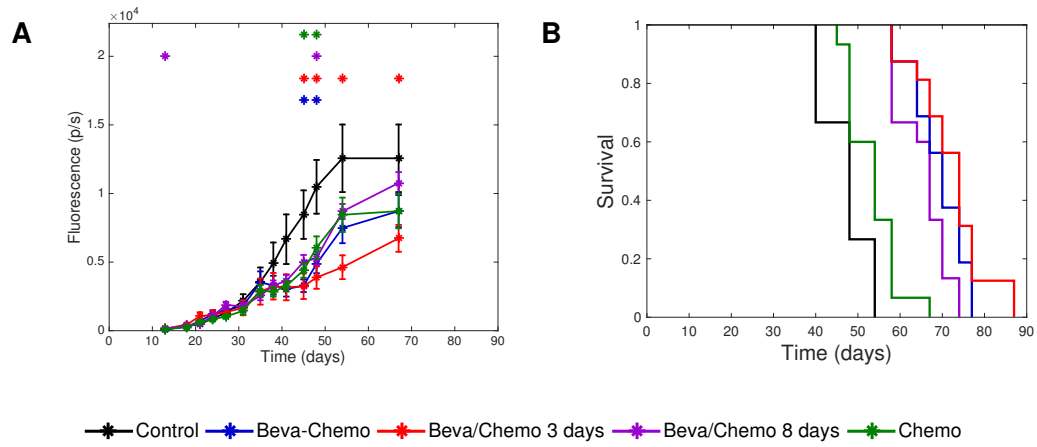 A
×10⁴
2
1.5
1
0.5
0
Fluorescence (p/s)
0 10 20 30 40 50 60 70 80 90
Time (days)
B
1
0.8
0.6
0.4
0.2
0
Survival
0 10 20 30 40 50 60 70 80 90
Time (days)
Control Beva-Chemo Beva/Chemo 3 days Beva/Chemo 8 days Chemo